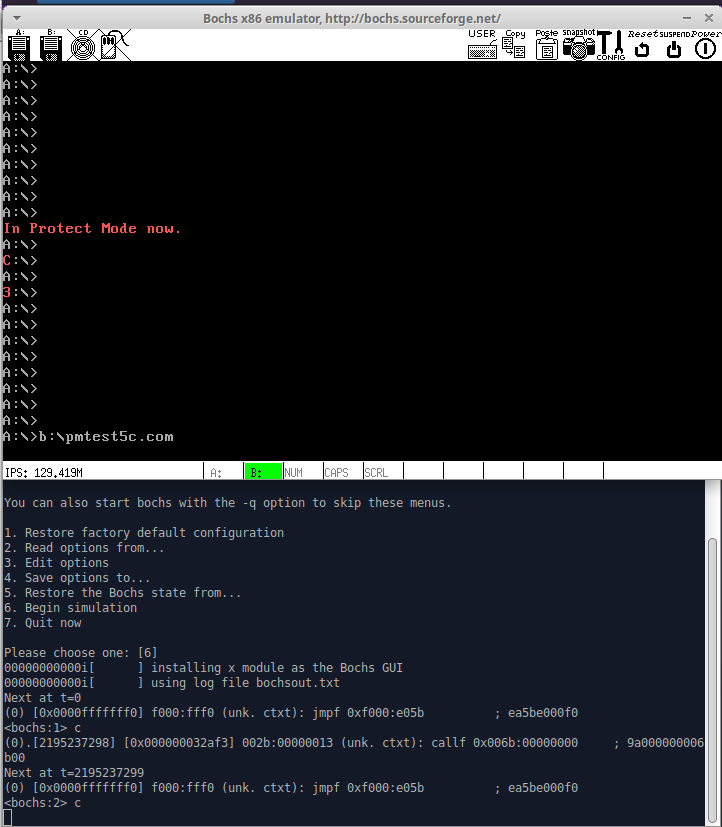 Bochs x86 emulator, http://bochs.sourceforge.net/
A: B: CD USER Copy Paste snapshot CONFIG Reset SUSPEND Power
A:\>
A:\>
A:\>
A:\>
A:\>
A:\>
A:\>
A:\>
A:\>
A:\>
In Protect Mode now.
A:\>
C:\>
A:\>
3:\>
A:\>
A:\>
A:\>
A:\>
A:\>
A:\>
A:\>
A:\>
A:\>b:\pmtest5c.com
IPS: 129.419M A: B: NUM CAPS SCRL
You can also start bochs with the -q option to skip these menus.
1. Restore factory default configuration
2. Read options from...
3. Edit options
4. Save options to...
5. Restore the Bochs state from...
6. Begin simulation
7. Quit now
Please choose one: [6]
00000000000i[      ] installing x module as the Bochs GUI
00000000000i[      ] using log file bochsout.txt
Next at t=0
(0) [0x0000fffffff0] f000:fff0 (unk. ctxt): jmpf 0xf000:e05b          ; ea5be000f0
<bochs:1> c
(0).[2195237298] [0x000000032af3] 002b:00000013 (unk. ctxt): callf 0x006b:00000000     ; 9a000000006
b00
Next at t=2195237299
(0) [0x0000fffffff0] f000:fff0 (unk. ctxt): jmpf 0xf000:e05b          ; ea5be000f0
<bochs:2> c